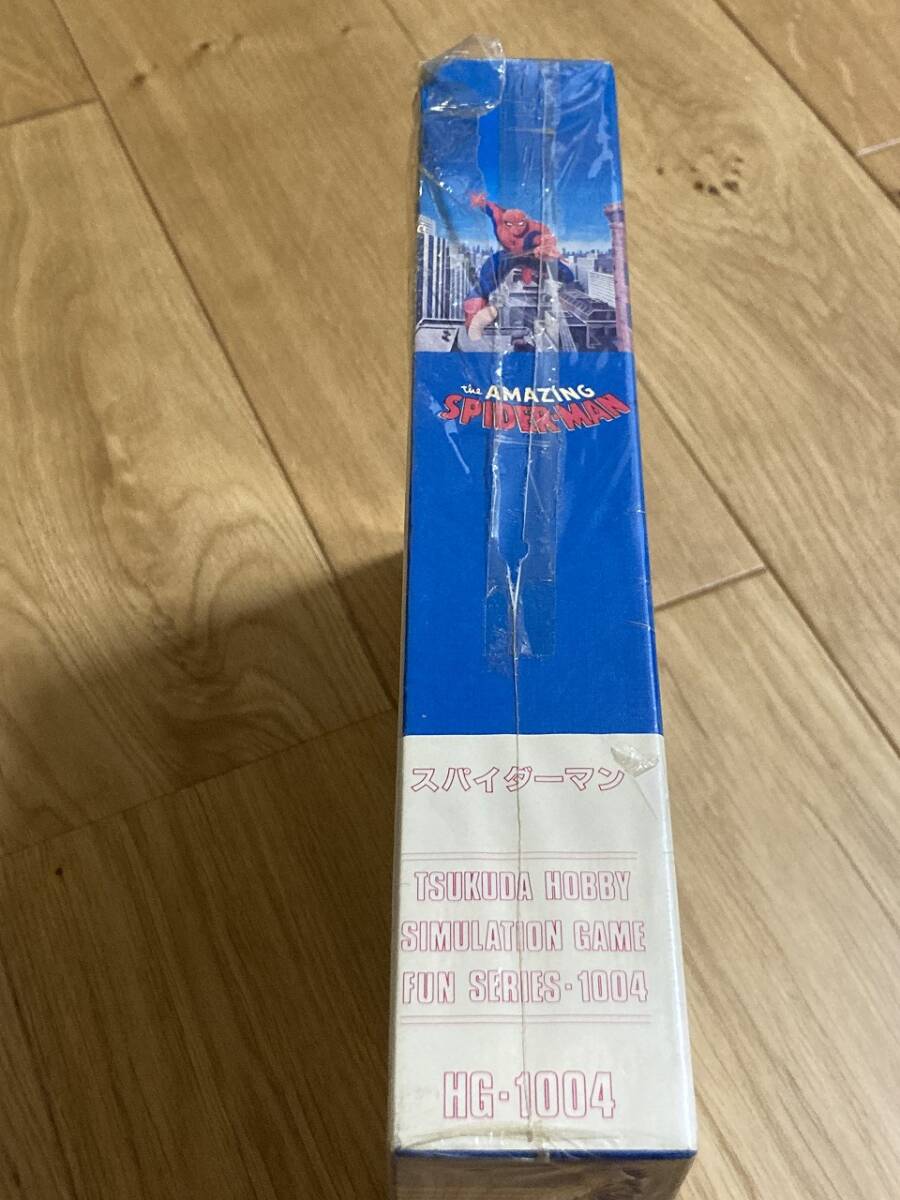 the AMAZING
SPIDER-MAN
スパイダーマン
TSUKUDA HOBBY
SIMULATION GAME
FUN SERIES・1004
HG・1004